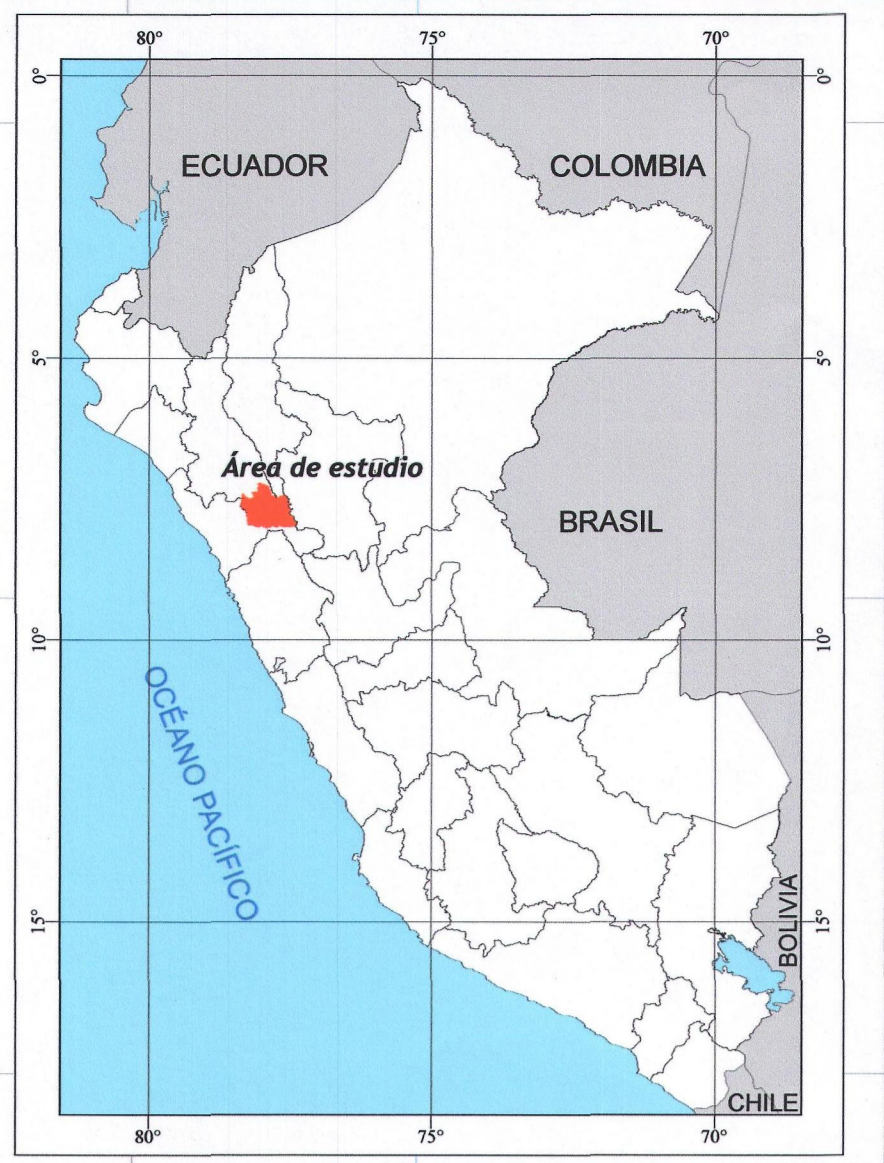 80° 75° 70°
0° 0°
ECUADOR COLOMBIA
5° 5°
Área de estudio
BRASIL
10° 10°
OCÉANO PACÍFICO
BOLIVIA
15° 15°
CHILE
80° 75° 70°